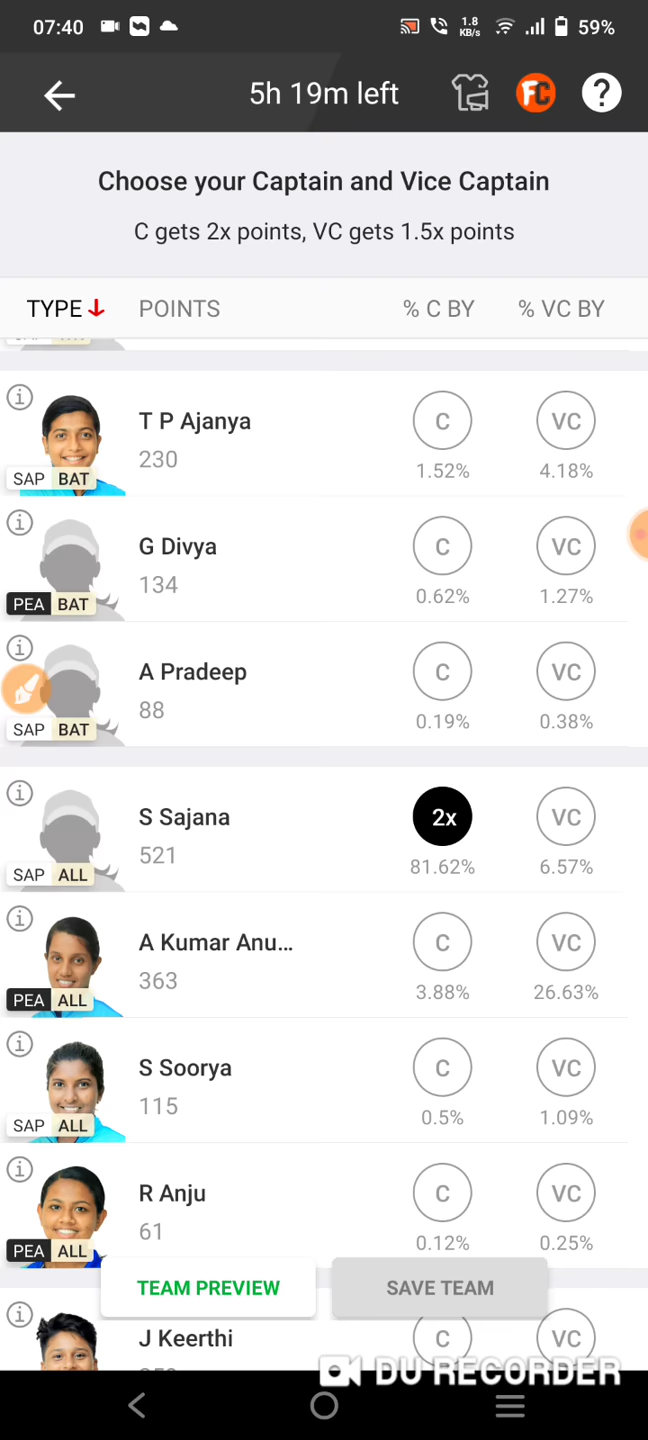 07:40 1.8 KB/s 59%
5h 19m left FC ?
Choose your Captain and Vice Captain
C gets 2x points, VC gets 1.5x points
TYPE POINTS % C BY % VC BY
T P Ajanya C VC
230 1.52% 4.18%
SAP BAT
G Divya C VC
134 0.62% 1.27%
PEA BAT
A Pradeep C VC
88 0.19% 0.38%
SAP BAT
S Sajana 2x VC
521 81.62% 6.57%
SAP ALL
A Kumar Anu... C VC
363 3.88% 26.63%
PEA ALL
S Soorya C VC
115 0.5% 1.09%
SAP ALL
R Anju C VC
61 0.12% 0.25%
PEA ALL
TEAM PREVIEW SAVE TEAM
J Keerthi C VC
DU RECORDER